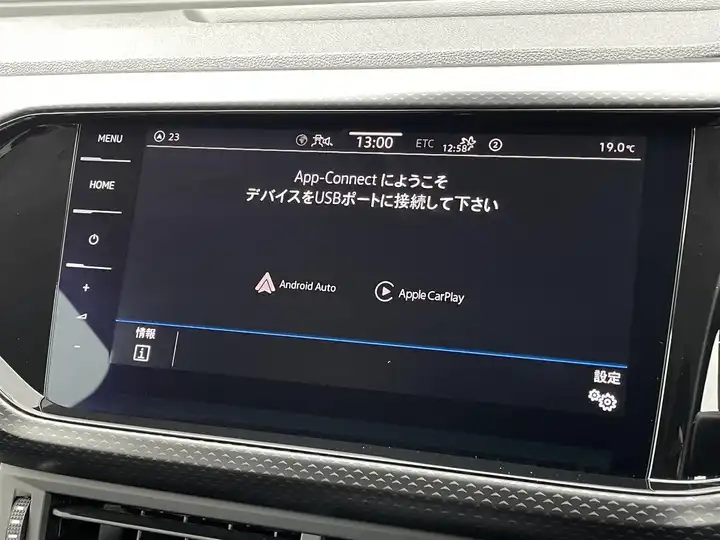 MENU
HOME
23
13:00
ETC
12:58
2
19.0℃
App-Connect にようこそ
デバイスをUSBポートに接続して下さい
Android Auto
Apple CarPlay
情報
設定